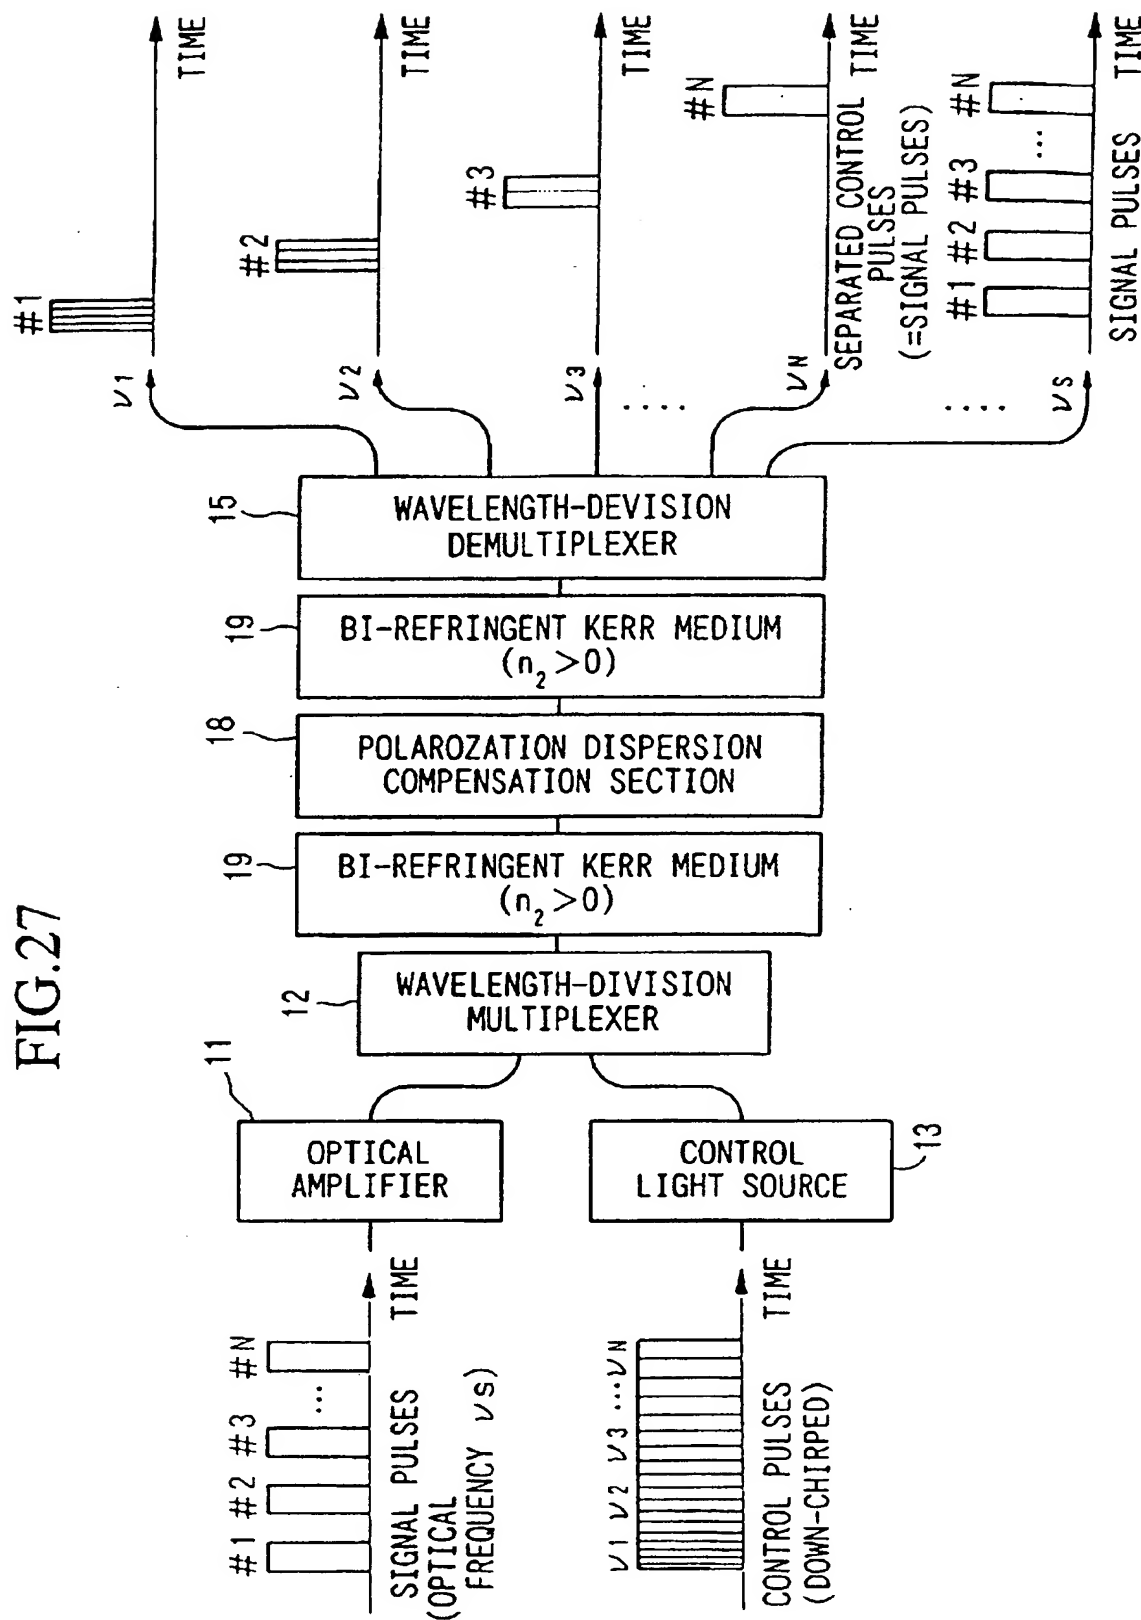 FIG.27
#1 #2 #3 ... #N
TIME
SIGNAL PULSES
(OPTICAL
FREQUENCY νS)
ν1 ν2 ν3 ...νN
TIME
CONTROL PULSES
(DOWN-CHIRPED)
11
OPTICAL
AMPLIFIER
CONTROL
LIGHT SOURCE
13
12
WAVELENGTH-DIVISION
MULTIPLEXER
19
BI-REFRINGENT KERR MEDIUM
(n2>0)
18
POLAROZATION DISPERSION
COMPENSATION SECTION
19
BI-REFRINGENT KERR MEDIUM
(n2>0)
15
WAVELENGTH-DEVISION
DEMULTIPLEXER
ν1
#1
TIME
ν2
#2
TIME
ν3
#3
TIME
....
νN
#N
TIME
SEPARATED CONTROL
PULSES
(=SIGNAL PULSES)
....
νS
#1 #2 #3 ... #N
TIME
SIGNAL PULSES